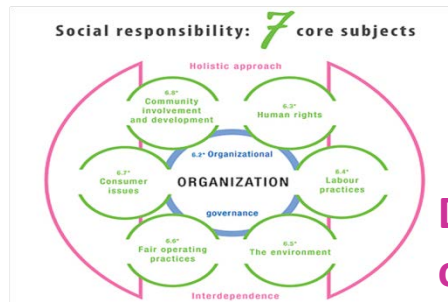 Social responsibility: 7 core subjects
Holistic approach
6.8*
Community
involvement
and development
6.3*
Human rights
6.2* Organizational
6.7*
Consumer
issues
ORGANIZATION
6.4*
Labour
practices
governance
6.6*
Fair operating
practices
6.5*
The environment
Interdependence